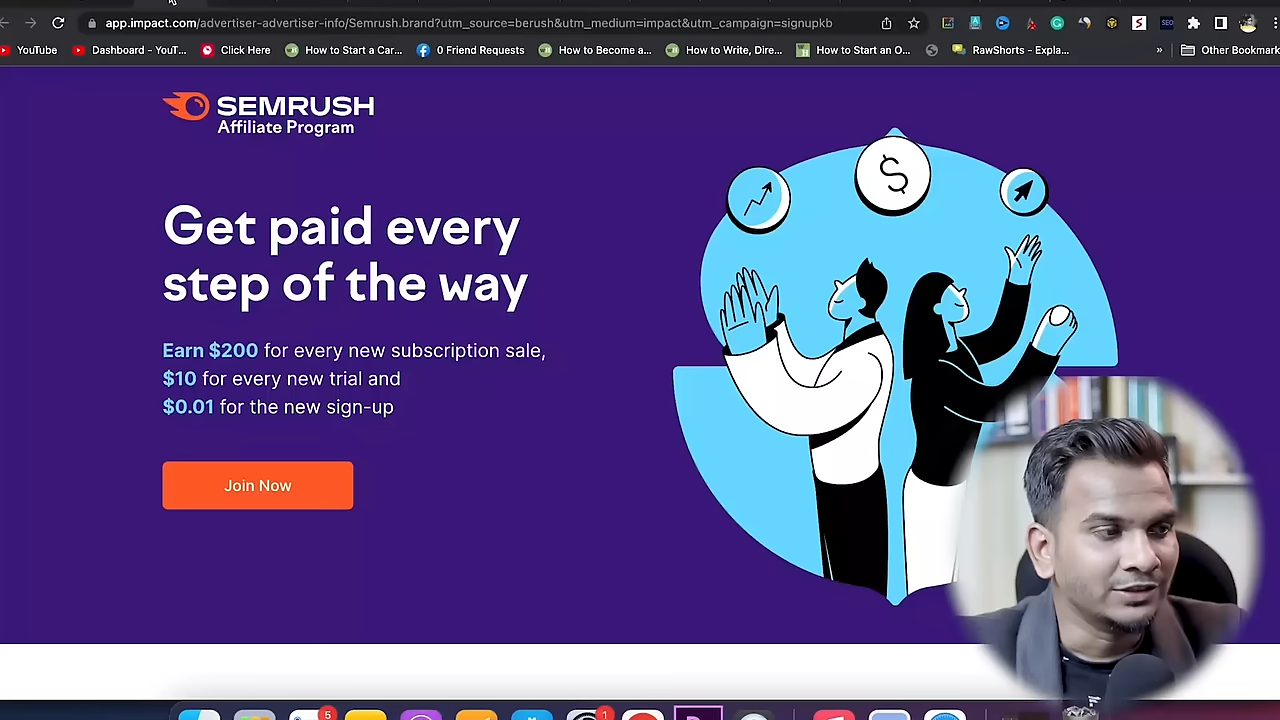 app.impact.com/advertiser-advertiser-info/Semrush.brand?utm_source=berush&utm_medium=impact&utm_campaign=signupkb
YouTube
Dashboard - YouT...
Click Here
How to Start a Car...
0 Friend Requests
How to Become a...
How to Write, Dire...
How to Start an O...
RawShorts - Expla...
»
Other Bookmark
SEMRUSH
Affiliate Program
Get paid every
step of the way
Earn $200 for every new subscription sale,
$10 for every new trial and
$0.01 for the new sign-up
Join Now
$
5
1